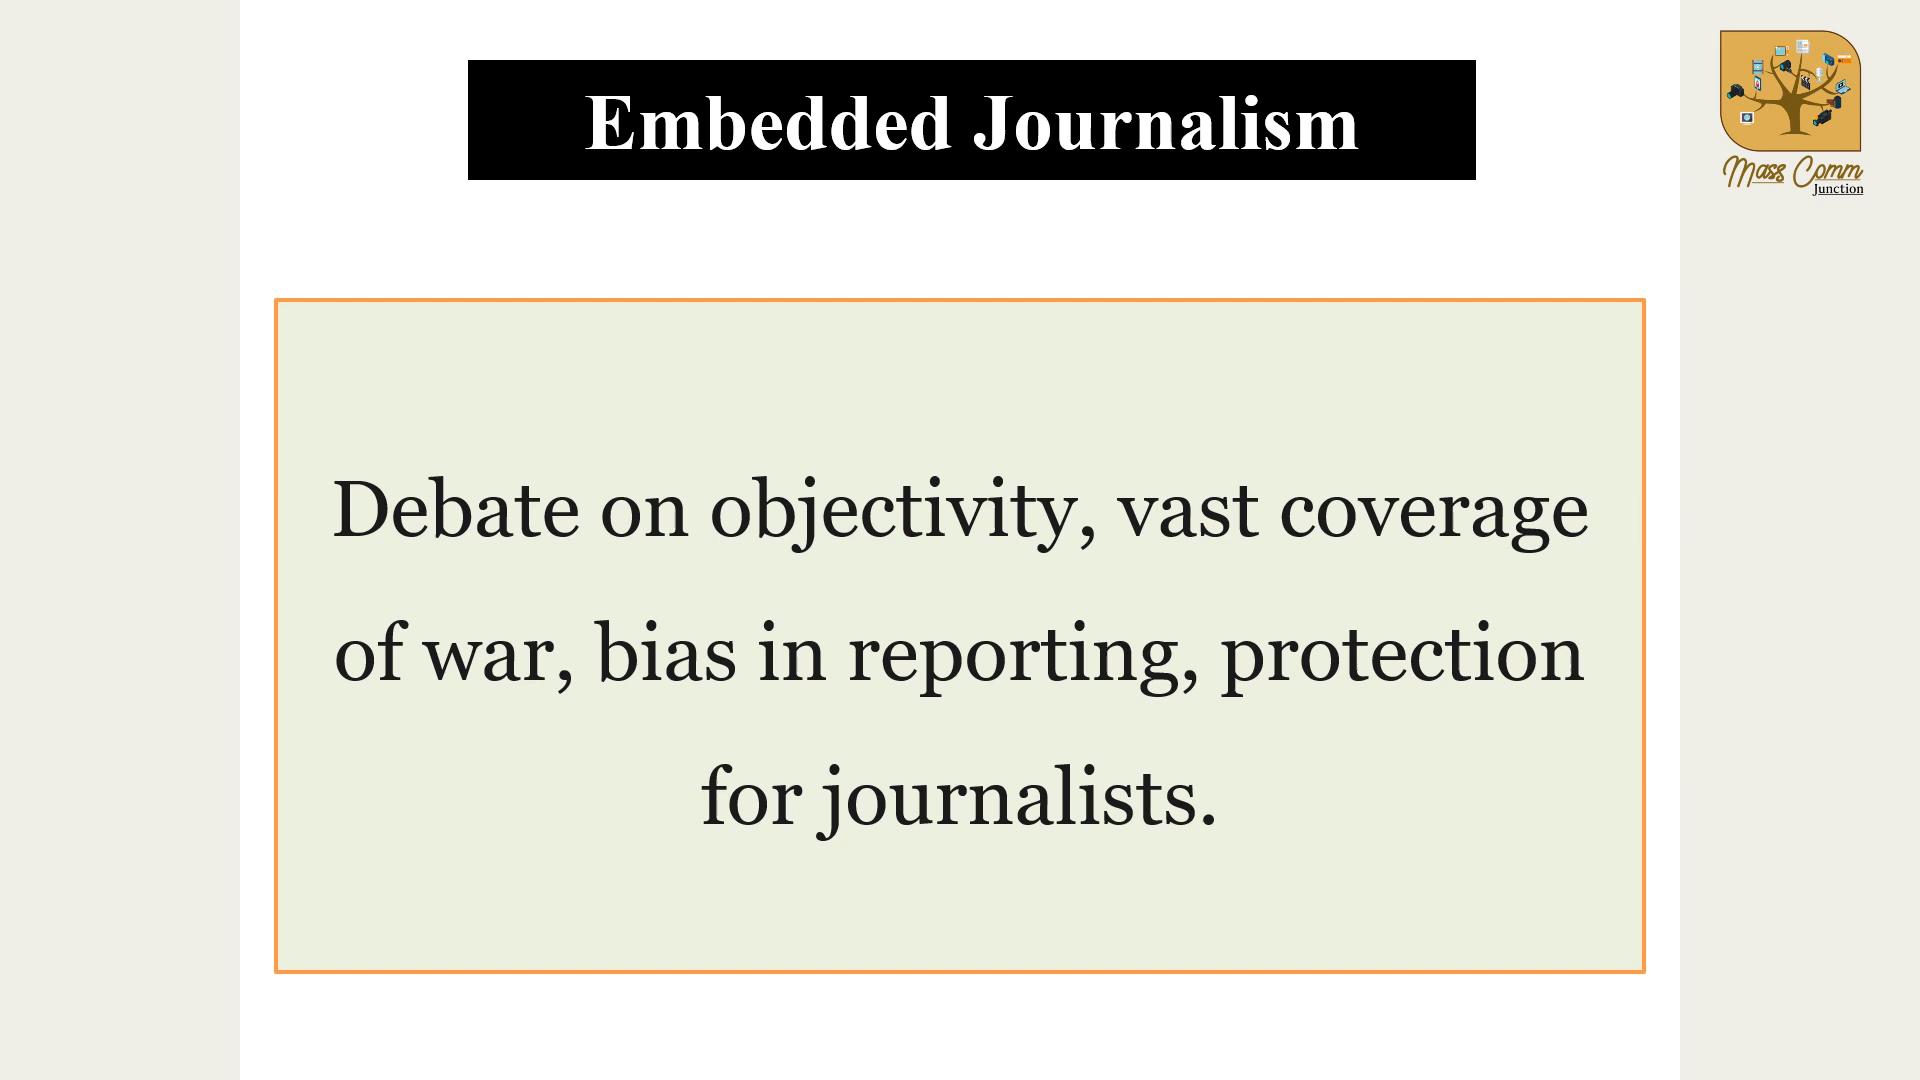 Embedded Journalism
Mass Comm
Junction
Debate on objectivity, vast coverage
of war, bias in reporting, protection
for journalists.